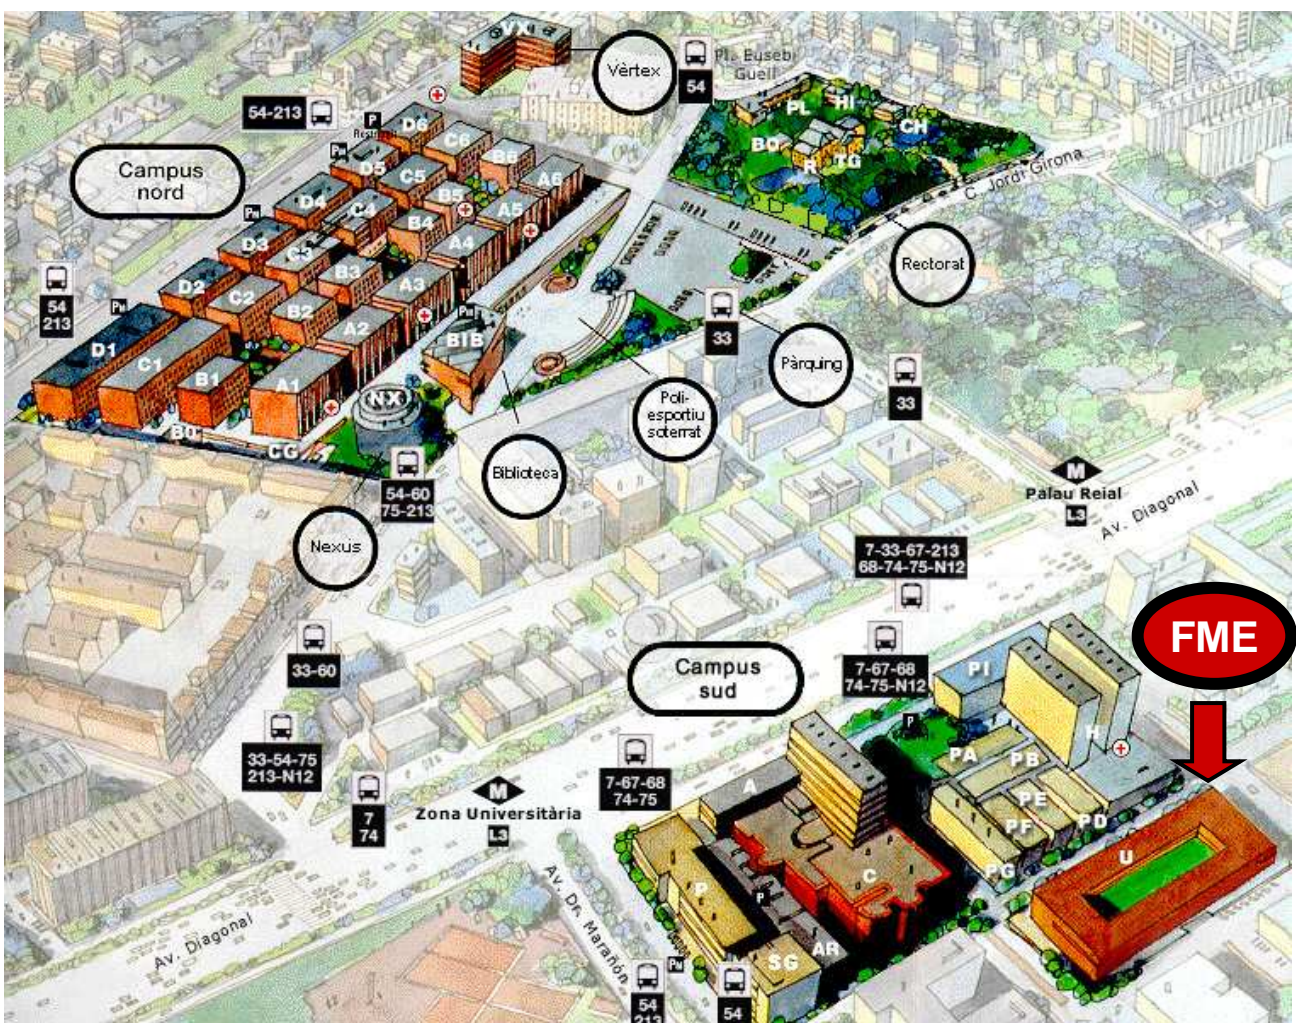 VX
Vèrtex
54
Pl. Eusebi
Güell
54-213
P
D6
C6
B6
A6
PM
D5
C5
B5
A5
Campus
nord
PM
D4
C4
B4
A4
D3
C3
B3
A3
PM
D2
C2
B2
A2
D1
C1
B1
A1
B0
CG
NX
BIB
PM
PL
HI
CH
BD
R
TG
C. Jordi Girona
Rectorat
54
213
33
Pàrquing
33
Poli-
esportiu
soterrat
Biblioteca
54-60
75-213
Nexus
M
Palau Reial
L3
Av. Diagonal
7-33-67-213
68-74-75-N12
FME
33-60
Campus
sud
7-67-68
74-75-N12
PI
P
H
PA
PB
PE
PF
PD
PG
U
33-54-75
213-N12
7
74
M
Zona Universitària
L3
7-67-68
74-75
A
C
P
P
AR
SG
PM
Av. Diagonal
Av. Dr. Marañón
54
213
54